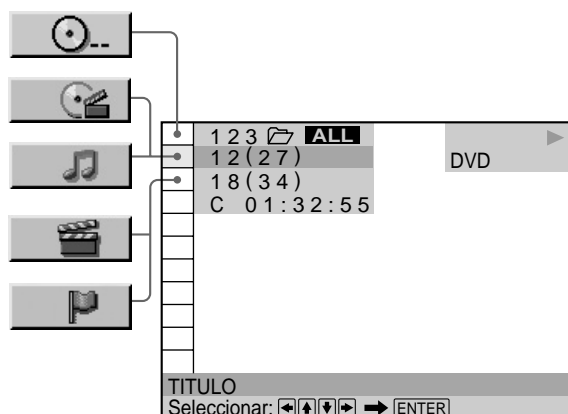 123 ALL
12(27) DVD
18(34)
C 01:32:55
TITULO
Seleccionar: ENTER